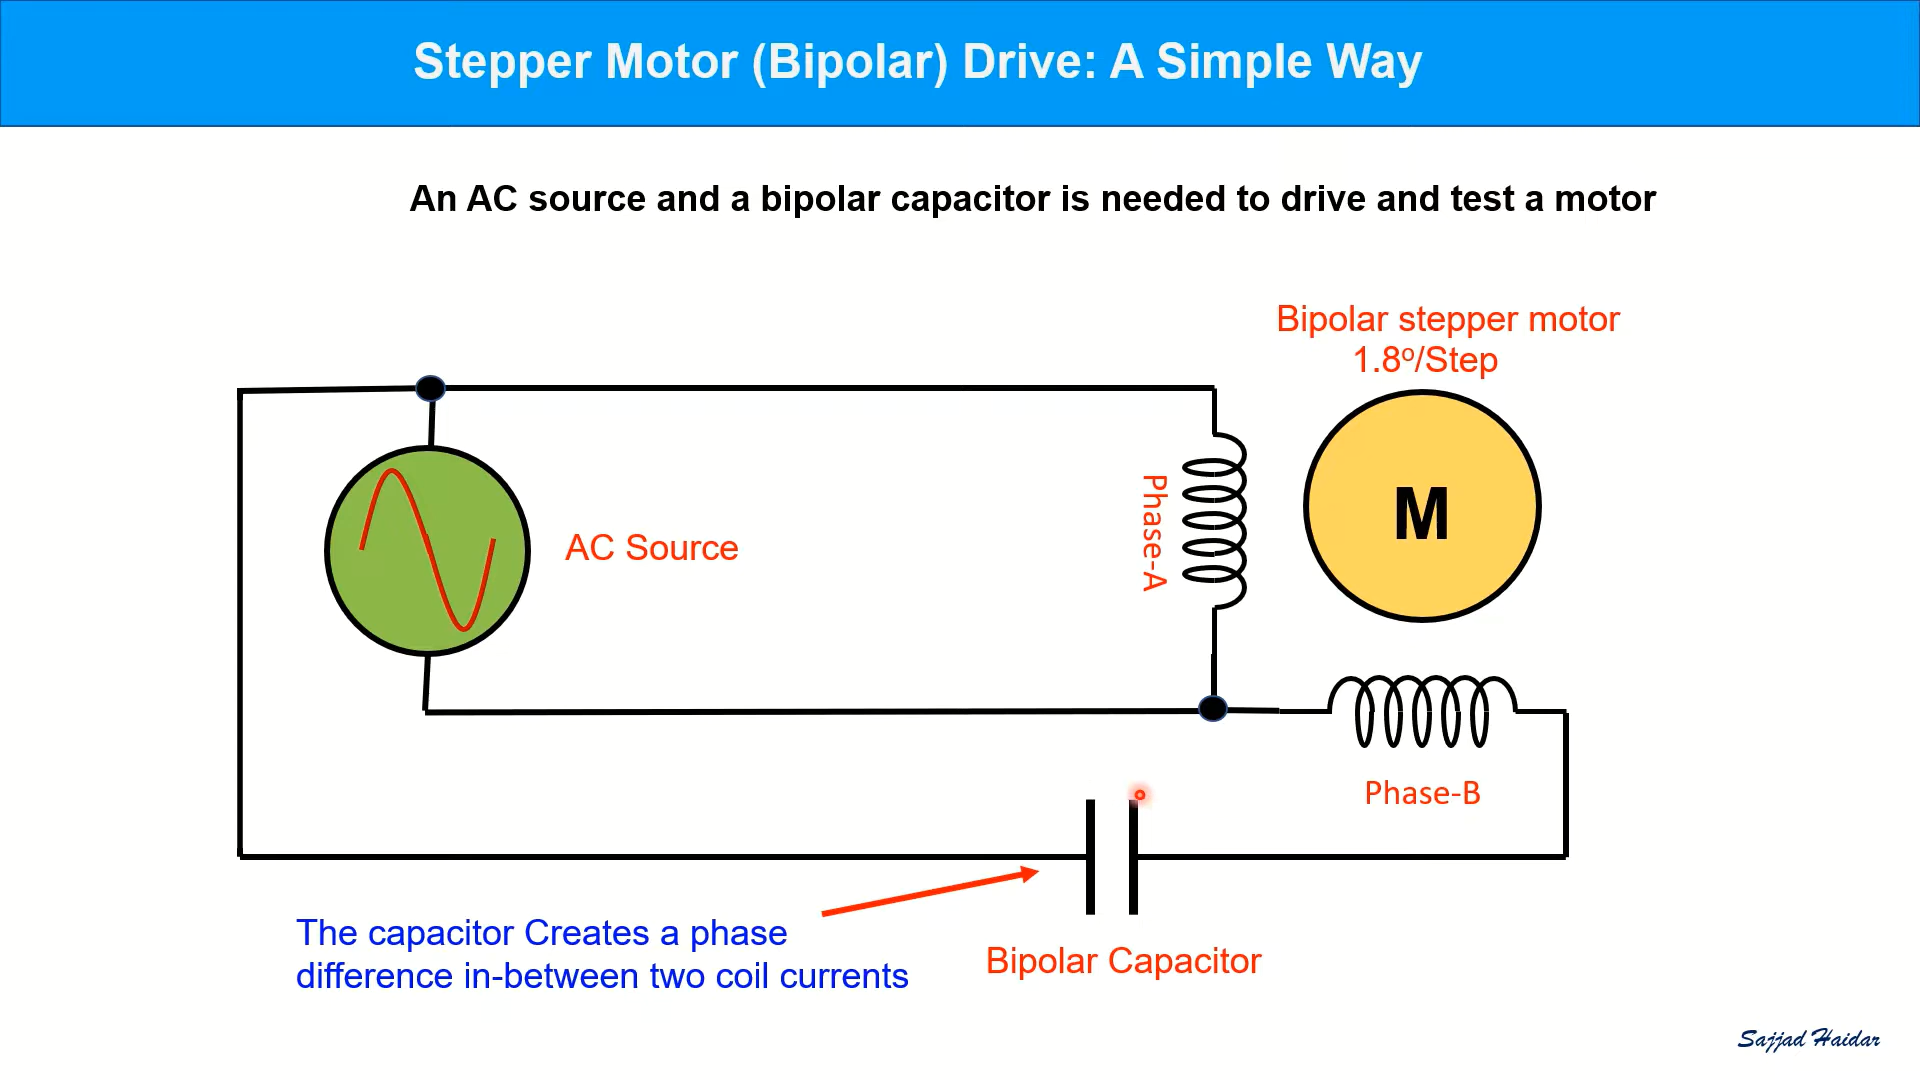 Stepper Motor (Bipolar) Drive: A Simple Way
An AC source and a bipolar capacitor is needed to drive and test a motor
Bipolar stepper motor
1.8º/Step
M
AC Source
Phase-A
Phase-B
The capacitor Creates a phase
difference in-between two coil currents
Bipolar Capacitor
Sajjad Haidar